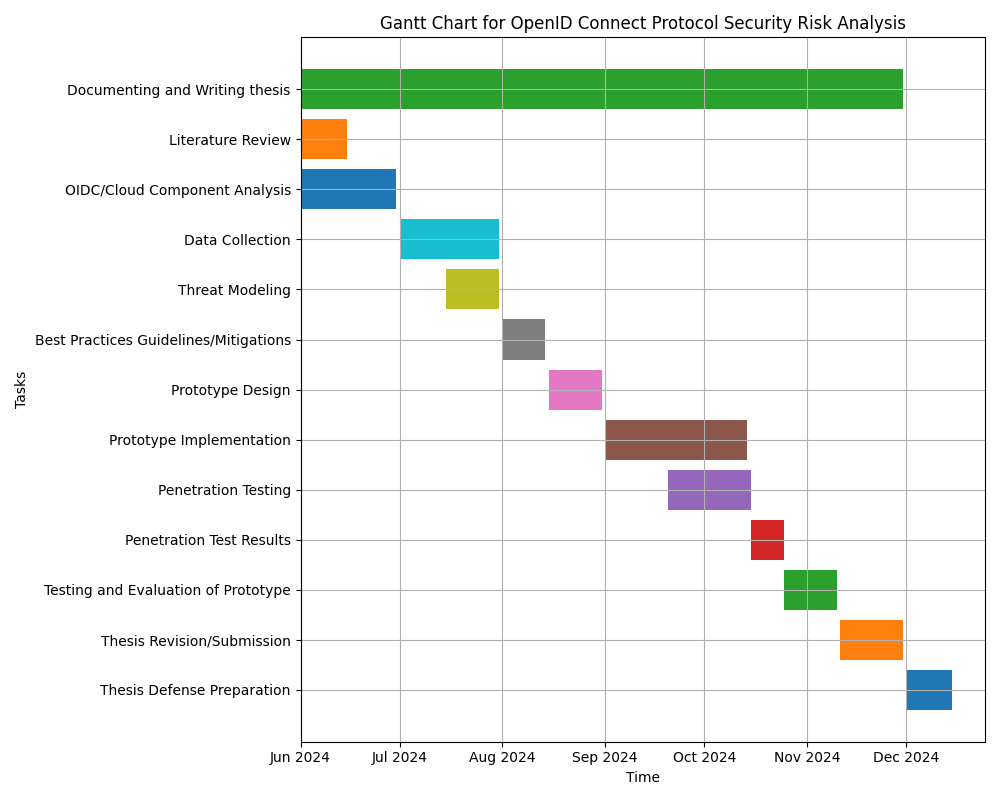 Gantt Chart for OpenID Connect Protocol Security Risk Analysis
Documenting and Writing thesis
Literature Review
OIDC/Cloud Component Analysis
Data Collection
Threat Modeling
Best Practices Guidelines/Mitigations
Prototype Design
Prototype Implementation
Penetration Testing
Penetration Test Results
Testing and Evaluation of Prototype
Thesis Revision/Submission
Thesis Defense Preparation
Tasks
Jun 2024 Jul 2024 Aug 2024 Sep 2024 Oct 2024 Nov 2024 Dec 2024
Time